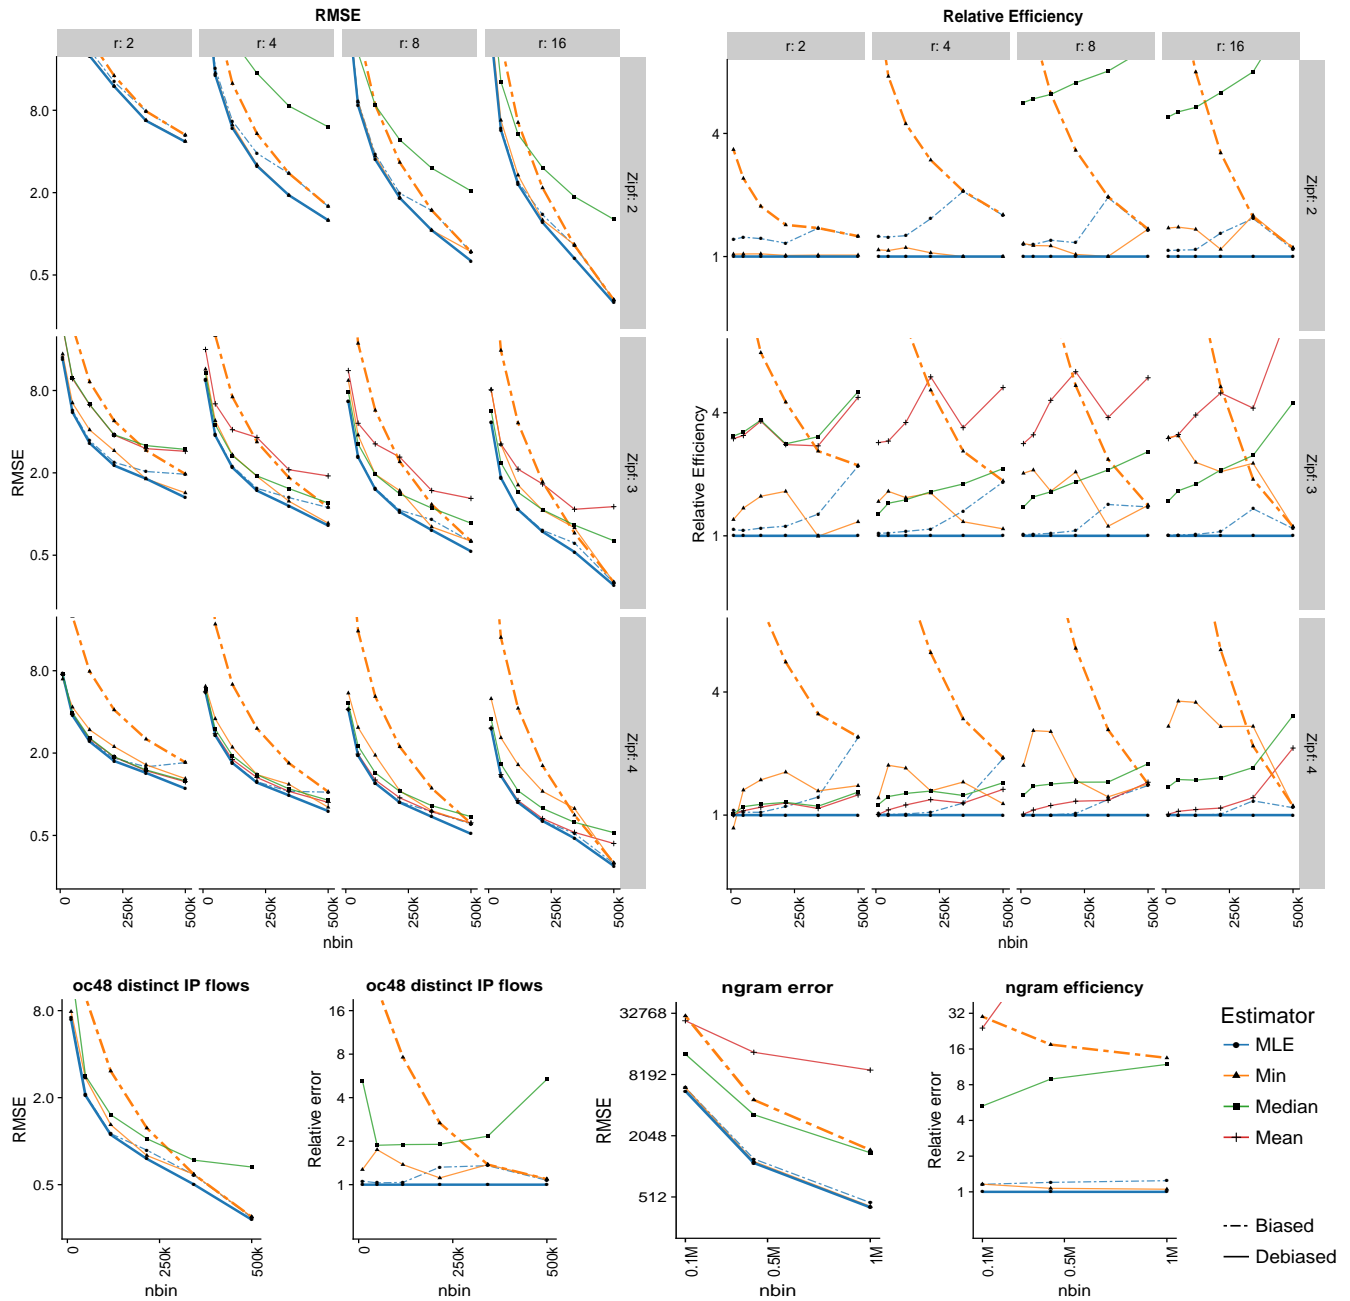 RMSE
r: 2
r: 4
r: 8
r: 16
8.0
2.0
0.5
Zipf: 2
8.0
2.0
0.5
Zipf: 3
8.0
2.0
0.5
Zipf: 4
RMSE
0
250k
500k
0
250k
500k
0
250k
500k
0
250k
500k
nbin
Relative Efficiency
r: 2
r: 4
r: 8
r: 16
4
1
Zipf: 2
4
1
Zipf: 3
4
1
Zipf: 4
Relative Efficiency
0
250k
500k
0
250k
500k
0
250k
500k
0
250k
500k
nbin
oc48 distinct IP flows
8.0
2.0
0.5
RMSE
0
250k
500k
nbin
oc48 distinct IP flows
16
8
4
2
1
Relative error
0
250k
500k
nbin
ngram error
32768
8192
2048
512
RMSE
0.1M
0.5M
1M
nbin
ngram efficiency
32
16
8
4
2
1
Relative error
0.1M
0.5M
1M
nbin
Estimator
MLE
Min
Median
Mean
Biased
Debiased